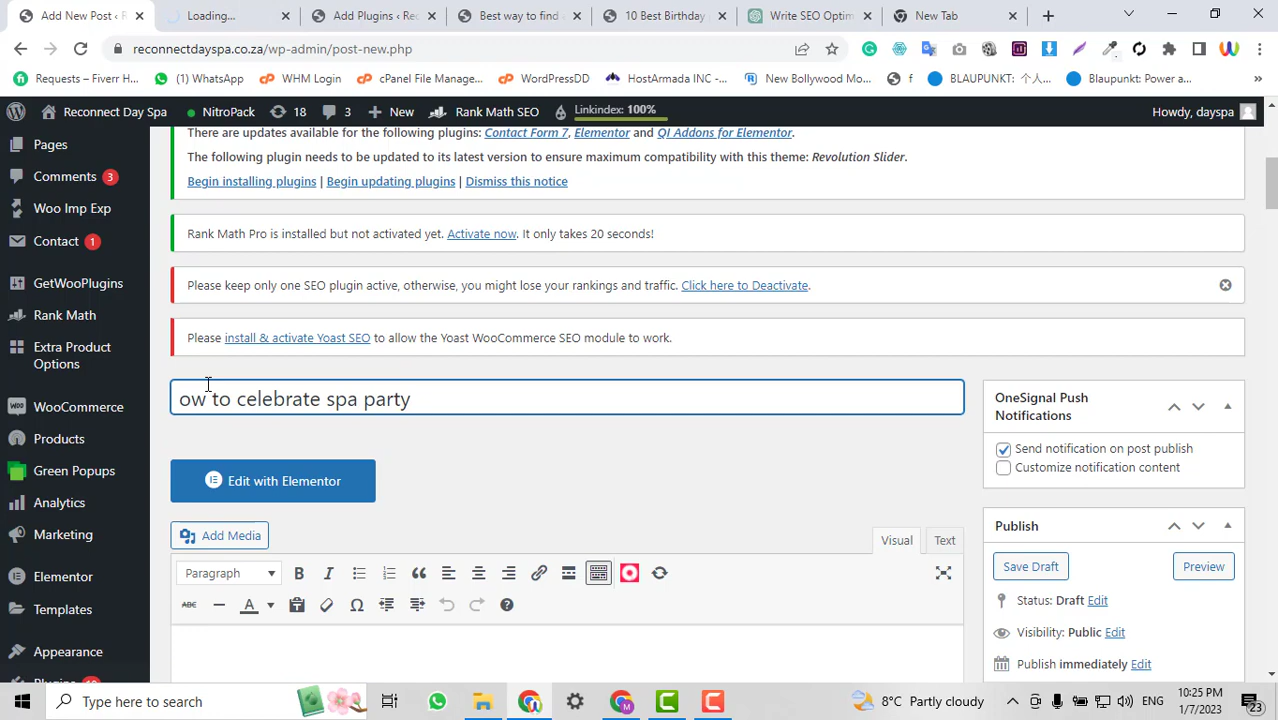 Add New Post ‹ R
Loading...
Add Plugins ‹ Rec
Best way to find a
10 Best Birthday P
Write SEO Optim
New Tab
reconnectdayspa.co.za/wp-admin/post-new.php
Requests – Fiverr H...
(1) WhatsApp
WHM Login
cPanel File Manage...
WordPressDD
HostArmada INC -...
New Bollywood Mo...
f
BLAUPUNKT: 个人...
Blaupunkt: Power a...
»
Reconnect Day Spa
NitroPack
18
3
New
Rank Math SEO
Linkindex: 100%
Howdy, dayspa
Pages
Comments 3
Woo Imp Exp
Contact 1
GetWooPlugins
Rank Math
Extra Product
Options
WooCommerce
Products
Green Popups
Analytics
Marketing
Elementor
Templates
Appearance
There are updates available for the following plugins: Contact Form 7, Elementor and QI Addons for Elementor.
The following plugin needs to be updated to its latest version to ensure maximum compatibility with this theme: Revolution Slider.
Begin installing plugins | Begin updating plugins | Dismiss this notice
Rank Math Pro is installed but not activated yet. Activate now. It only takes 20 seconds!
Please keep only one SEO plugin active, otherwise, you might lose your rankings and traffic. Click here to Deactivate.
Please install & activate Yoast SEO to allow the Yoast WooCommerce SEO module to work.
ow to celebrate spa party
Edit with Elementor
Add Media
Visual
Text
Paragraph
B I
ABC
A
OneSignal Push
Notifications
Send notification on post publish
Customize notification content
Publish
Save Draft
Preview
Status: Draft Edit
Visibility: Public Edit
Publish immediately Edit
Type here to search
8°C Partly cloudy
10:25 PM
1/7/2023
23